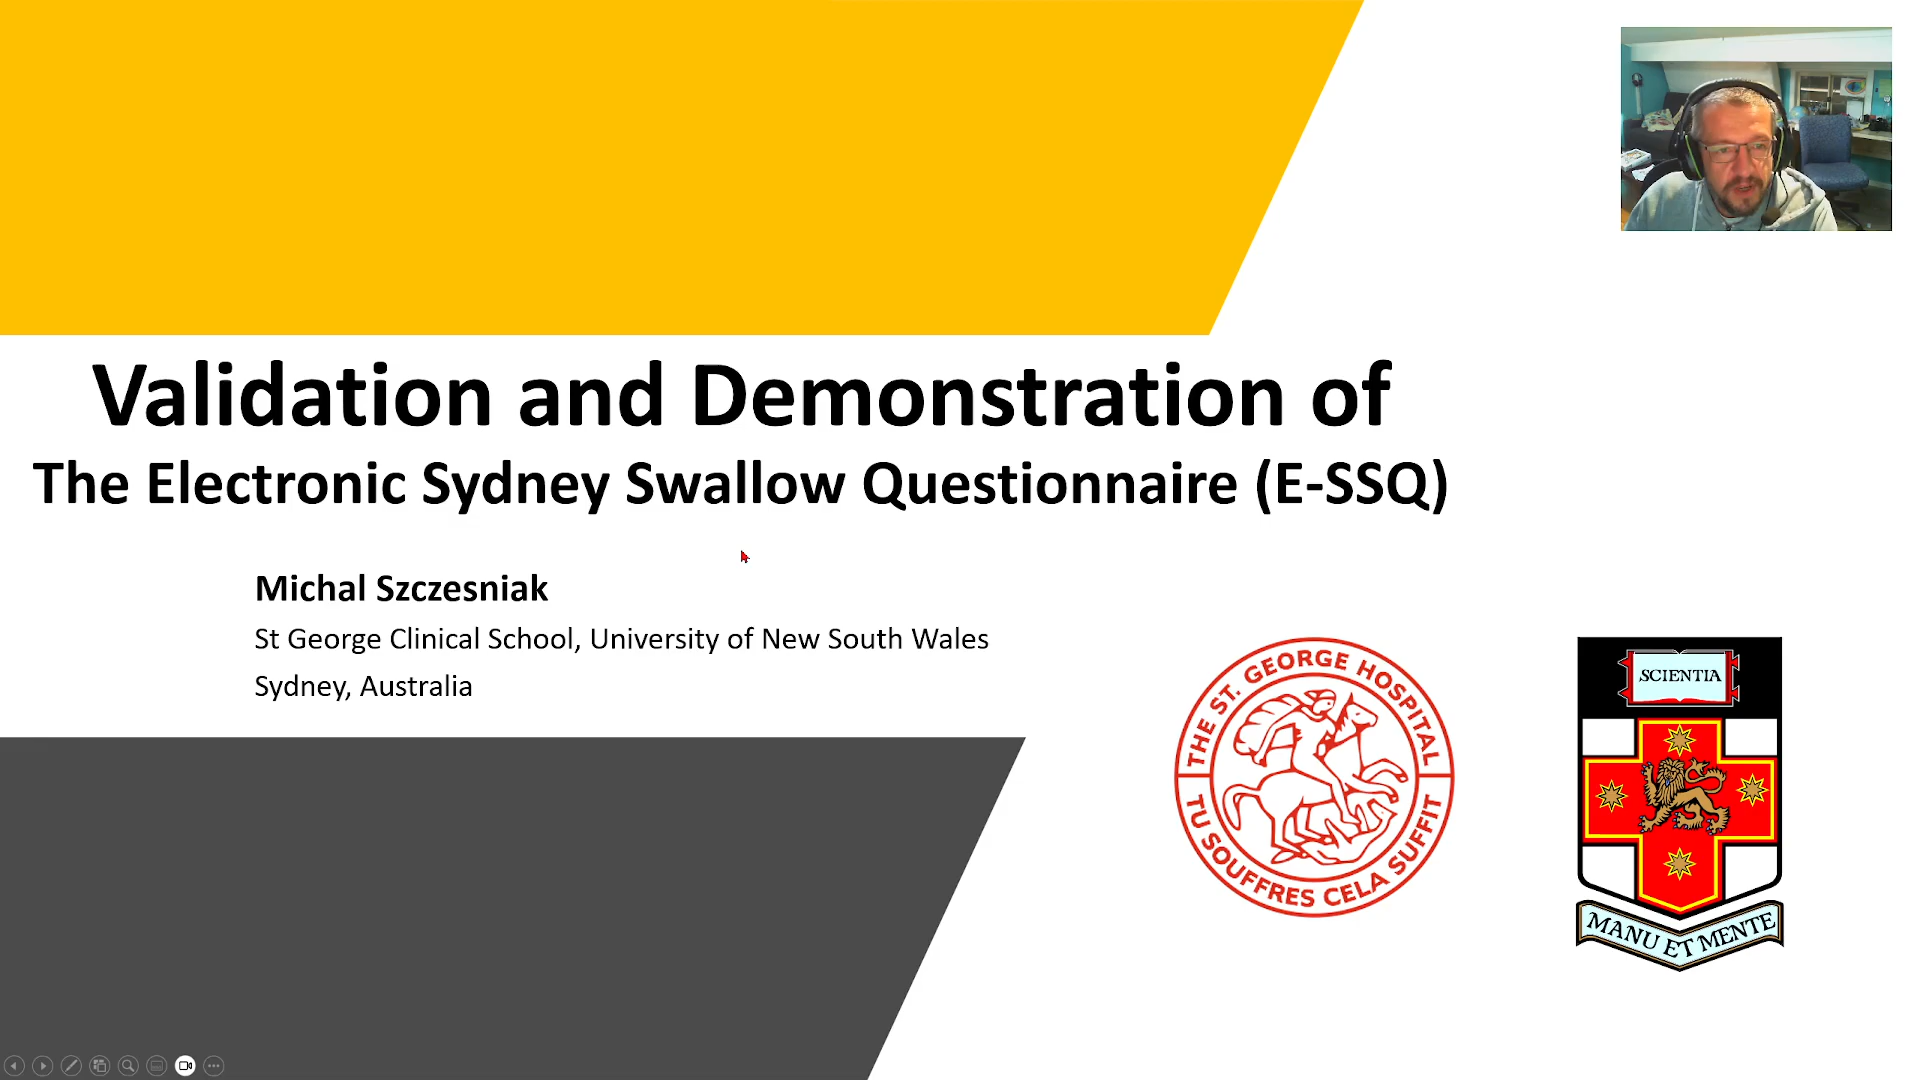 Validation and Demonstration of
The Electronic Sydney Swallow Questionnaire (E-SSQ)
Michal Szczesniak
St George Clinical School, University of New South Wales
Sydney, Australia
THE ST. GEORGE HOSPITAL
TU SOUFFRES CELA SUFFIT
SCIENTIA
MANU ET MENTE